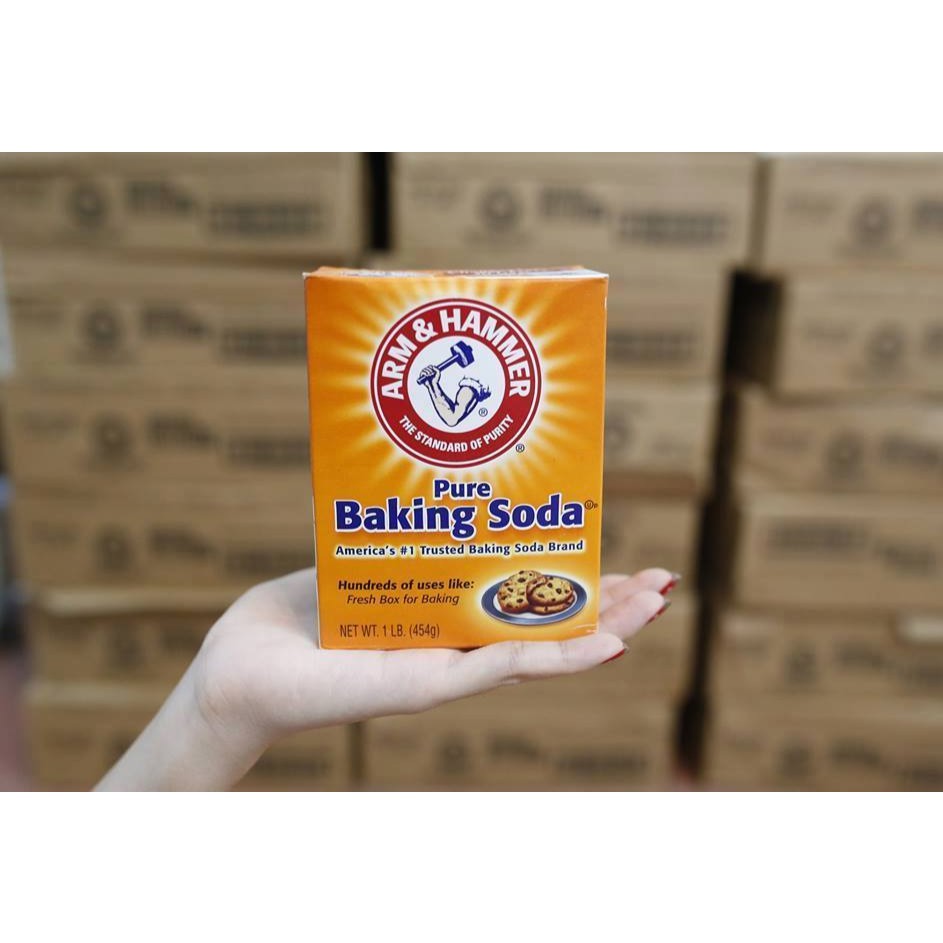 ARM & HAMMER
THE STANDARD OF PURITY
®
®
Pure
Baking Soda
America's #1 Trusted Baking Soda Brand
Hundreds of uses like:
Fresh Box for Baking
NET WT. 1 LB. (454g)